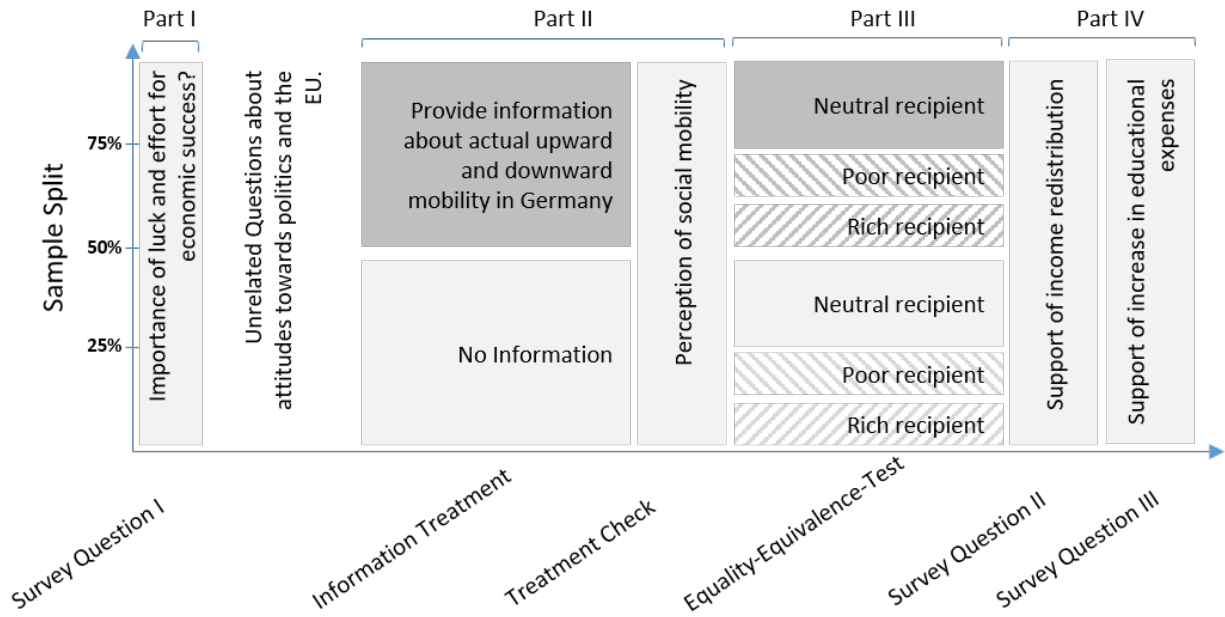 Part I
Part II
Part III
Part IV
Sample Split
75%
50%
25%
Importance of luck and effort for
economic success?
Unrelated Questions about
attitudes towards politics and the
EU.
Provide information
about actual upward
and downward
mobility in Germany
No Information
Perception of social mobility
Neutral recipient
Poor recipient
Rich recipient
Neutral recipient
Poor recipient
Rich recipient
Support of income redistribution
Support of increase in educational
expenses
Survey Question I
Information Treatment
Treatment Check
Equality-Equivalence-Test
Survey Question II
Survey Question III